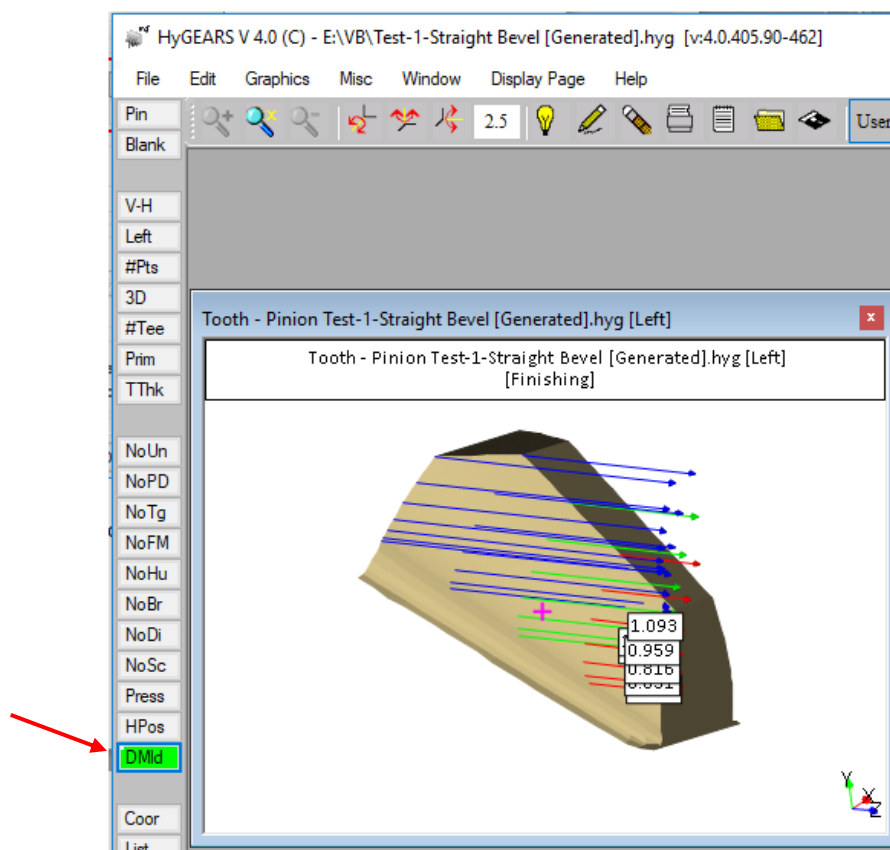 HyGEARS V 4.0 (C) - E:\VB\Test-1-Straight Bevel [Generated].hyg [v:4.0.405.90-462]
File Edit Graphics Misc Window Display Page Help
Pin
2.5
User
Blank
V-H
Left
#Pts
3D
#Tee
Prim
TThk
NoUn
NoPD
NoTg
NoFM
NoHu
NoBr
NoDi
NoSc
Press
HPos
DMld
Coor
List
Tooth - Pinion Test-1-Straight Bevel [Generated].hyg [Left]
x
Tooth - Pinion Test-1-Straight Bevel [Generated].hyg [Left]
[Finishing]
1.093
0.959
0.816
Y
X
Z